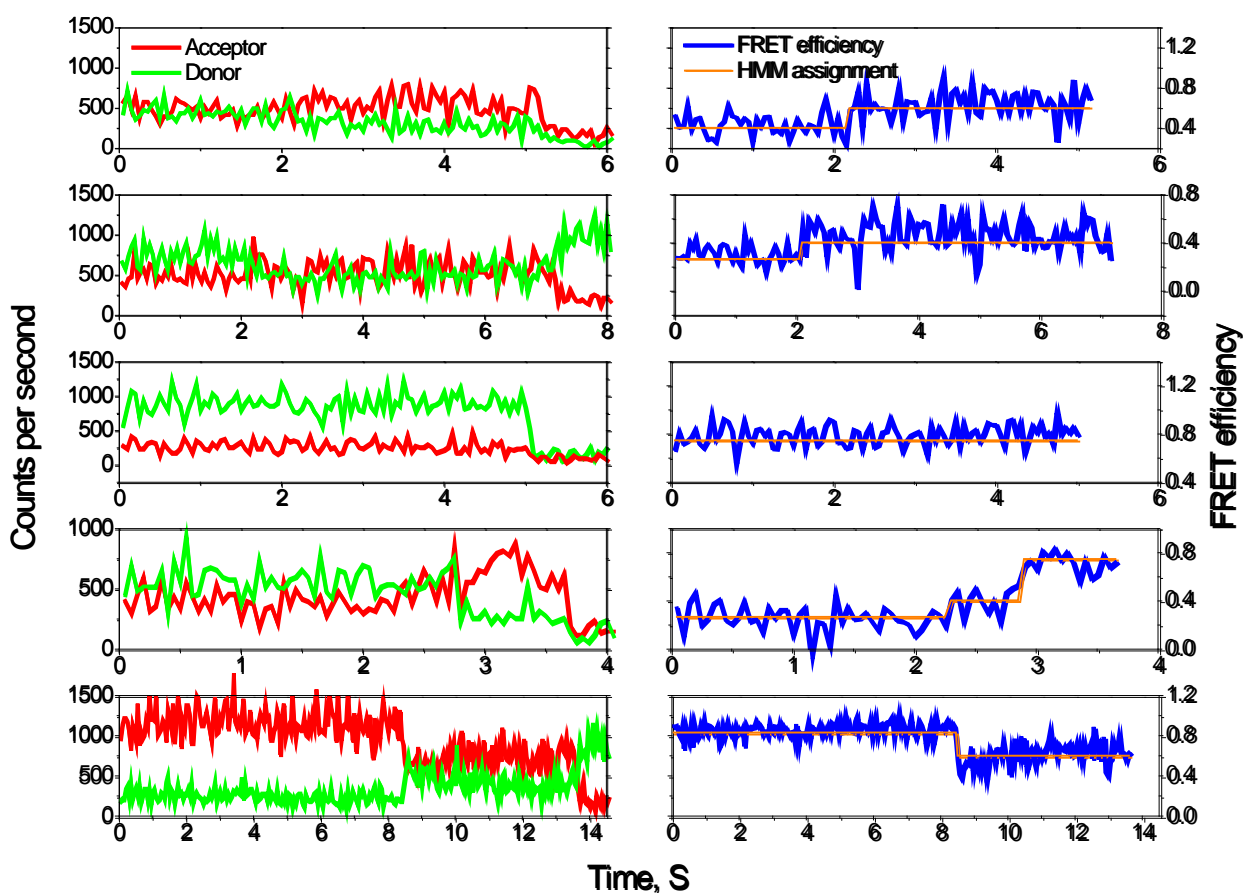 1500
1000
500
0
Acceptor
Donor
0 2 4 6
FRET efficiency
HMM assignment
1.2
0.8
0.4
0 2 4 6
1500
1000
500
0
0 2 4 6 8
0.8
0.4
0.0
0 2 4 6 8
1500
1000
500
0
0 2 4 6
1.2
0.8
0.4
0 2 4 6
1000
500
0
0 1 2 3 4
0.8
0.4
0.0
0 1 2 3 4
1500
1000
500
0
0 2 4 6 8 10 12 14
1.2
0.8
0.4
0.0
0 2 4 6 8 10 12 14
Counts per second
FRET efficiency
Time, S